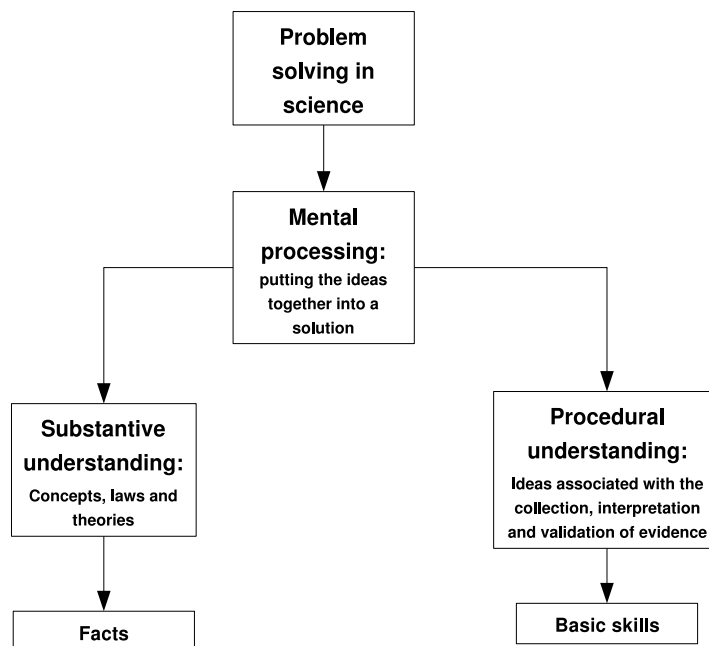 Problem
solving in
science
Mental
processing:
putting the ideas
together into a
solution
Substantive
understanding:
Concepts, laws and
theories
Procedural
understanding:
Ideas associated with the
collection, interpretation
and validation of evidence
Facts
Basic skills